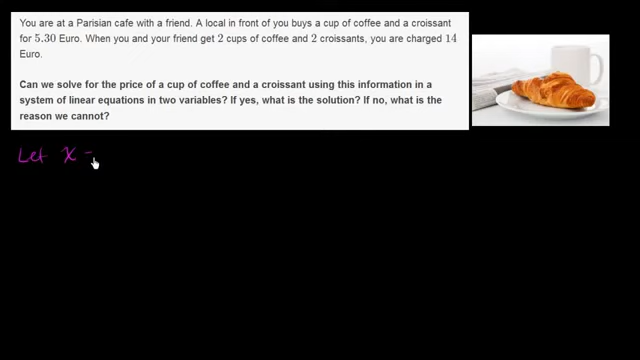 You are at a Parisian cafe with a friend. A local in front of you buys a cup of coffee and a croissant
for 5.30 Euro. When you and your friend get 2 cups of coffee and 2 croissants, you are charged 14
Euro.
Can we solve for the price of a cup of coffee and a croissant using this information in a
system of linear equations in two variables? If yes, what is the solution? If no, what is the
reason we cannot?
Let x -